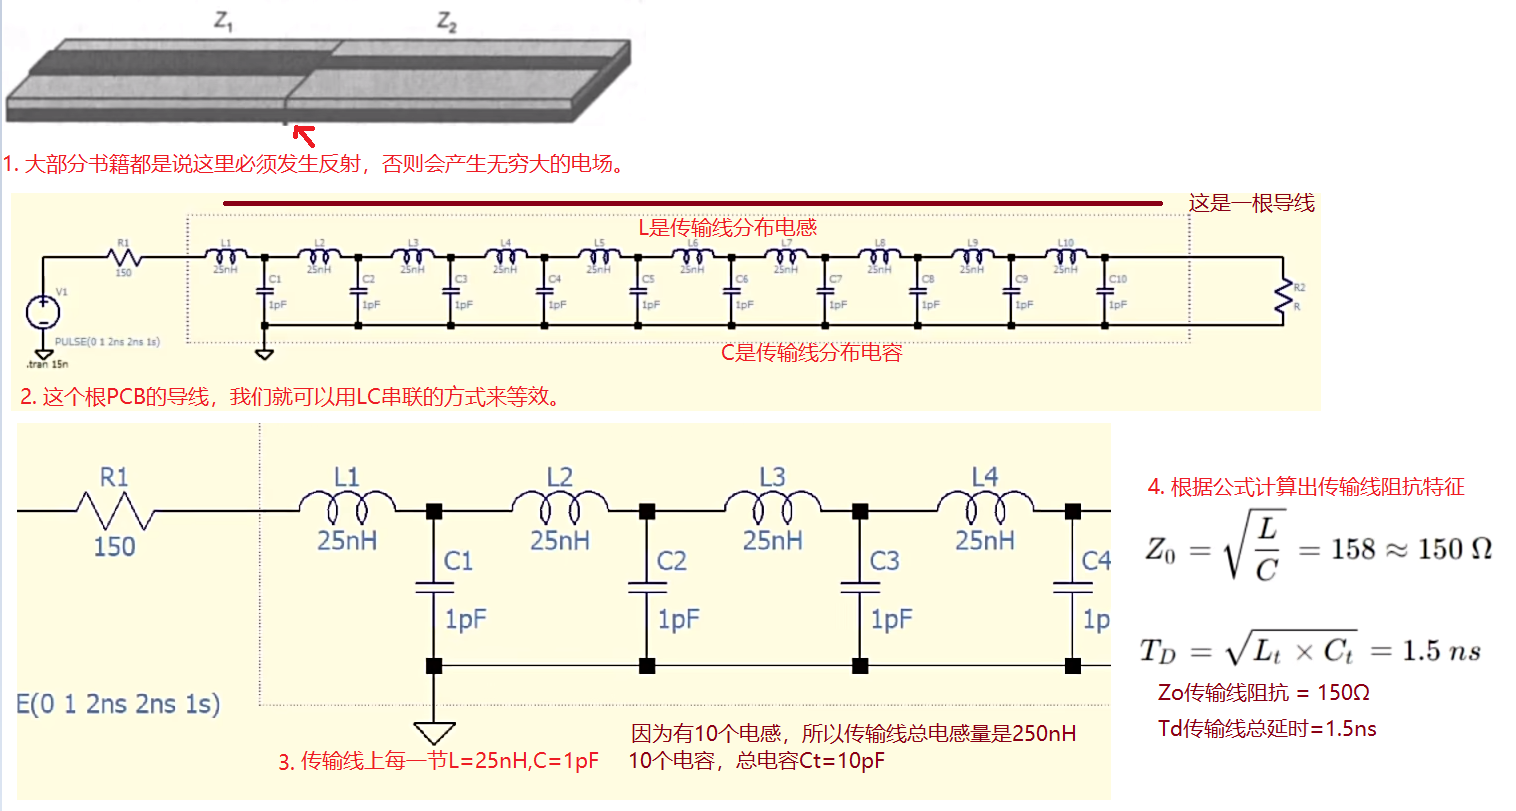 Z1 Z2
1. 大部分书籍都是说这里必须发生反射，否则会产生无穷大的电场。
这是一根导线
L是传输线分布电感
R1 L1 L2 L3 L4 L5 L6 L7 L8 L9 L10
150 25nH 25nH 25nH 25nH 25nH 25nH 25nH 25nH 25nH 25nH
C1 C2 C3 C4 C5 C6 C7 C8 C9 C10
V1 R2
1pF 1pF 1pF 1pF 1pF 1pF 1pF 1pF 1pF 1pF R
PULSE(0 1 2ns 2ns 1s)
.tran 15n
C是传输线分布电容
2. 这个根PCB的导线，我们就可以用LC串联的方式来等效。
R1 L1 L2 L3 L4
150 25nH 25nH 25nH 25nH
C1 C2 C3 C4
1pF 1pF 1pF 1p
E(0 1 2ns 2ns 1s)
因为有10个电感，所以传输线总电感量是250nH
3. 传输线上每一节L=25nH,C=1pF
10个电容，总电容Ct=10pF
4. 根据公式计算出传输线阻抗特征
Z0 = √(L/C) = 158 ≈ 150 Ω
TD = √(Lt × Ct) = 1.5 ns
Zo传输线阻抗 = 150Ω
Td传输线总延时=1.5ns